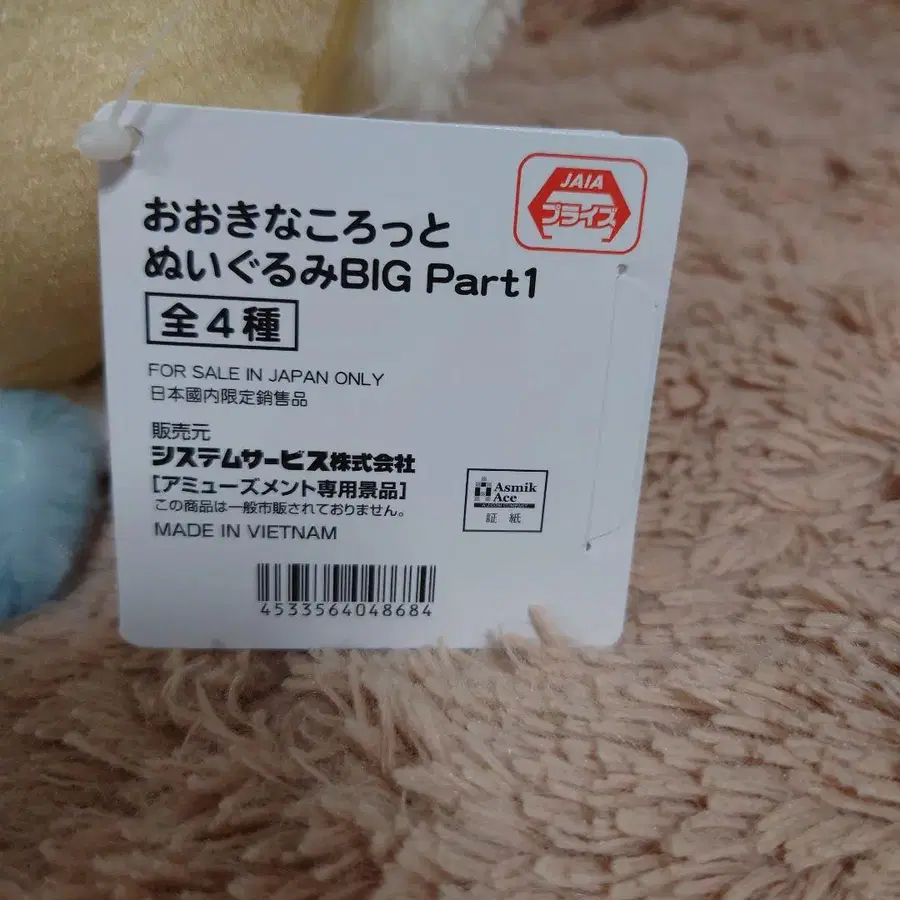 JAIA
プライズ
おおきなころっと
ぬいぐるみBIG Part1
全4種
FOR SALE IN JAPAN ONLY
日本國内限定銷售品
販売元
システムサービス株式会社
[アミューズメント専用景品]
この商品は一般市販されておりません。
MADE IN VIETNAM
Asmik
Ace
証紙
4533564048684